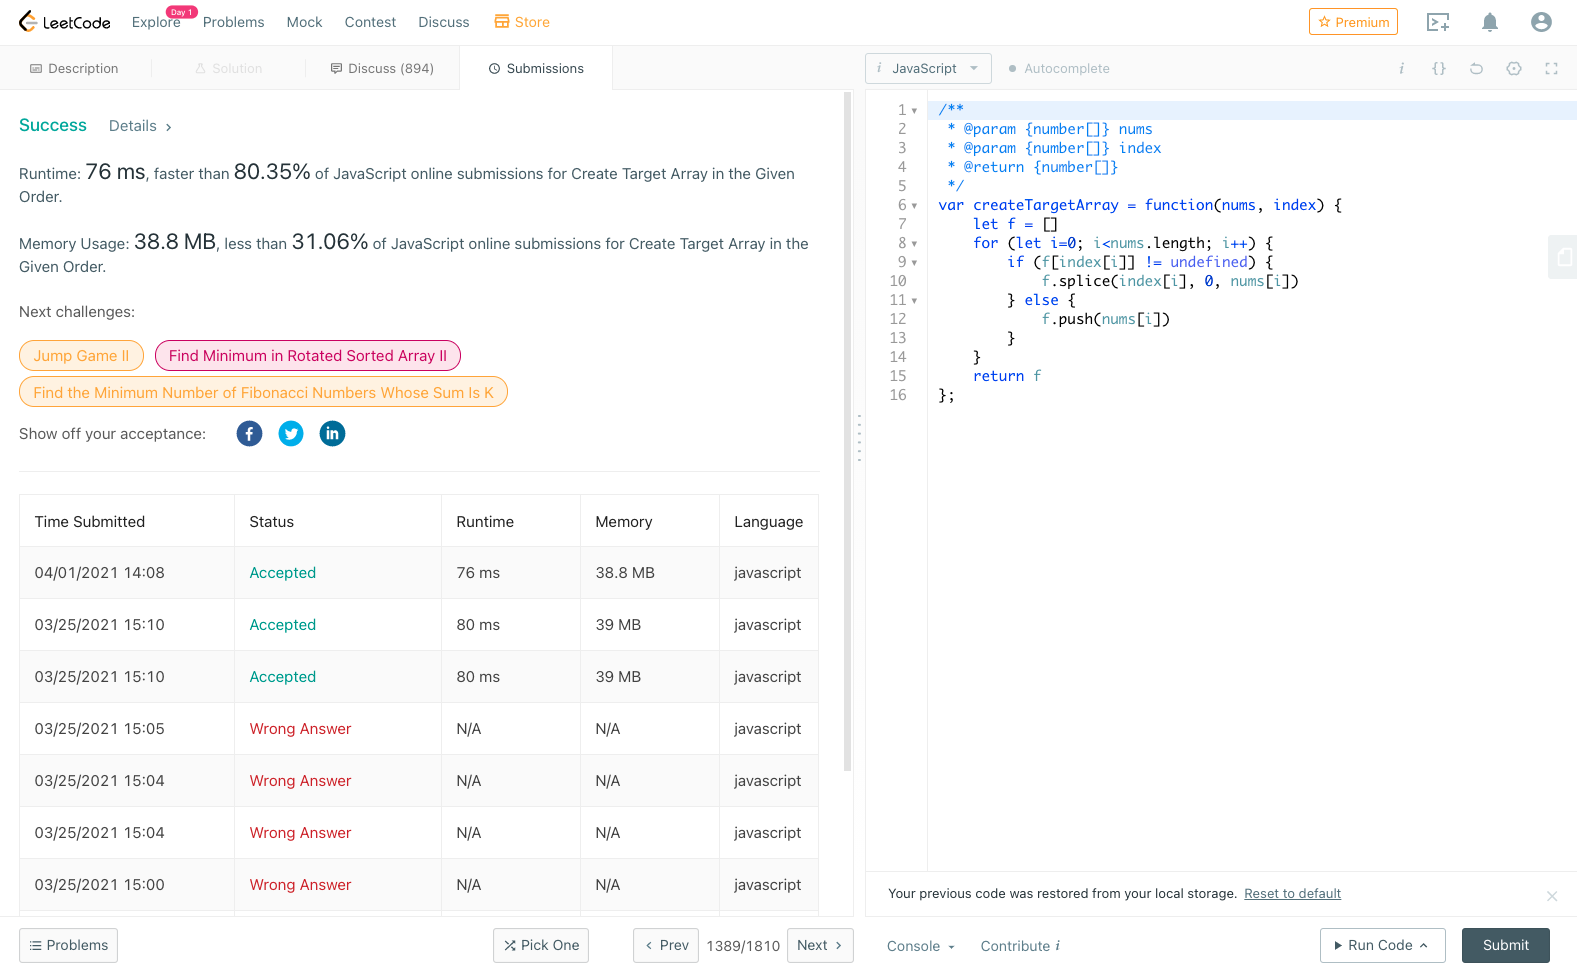 LeetCode Explore Day 1 Problems Mock Contest Discuss Store Premium
Description Solution Discuss (894) Submissions
Success Details >
Runtime: 76 ms, faster than 80.35% of JavaScript online submissions for Create Target Array in the Given
Order.
Memory Usage: 38.8 MB, less than 31.06% of JavaScript online submissions for Create Target Array in the
Given Order.
Next challenges:
Jump Game II Find Minimum in Rotated Sorted Array II
Find the Minimum Number of Fibonacci Numbers Whose Sum Is K
Show off your acceptance:
Time Submitted Status Runtime Memory Language
04/01/2021 14:08 Accepted 76 ms 38.8 MB javascript
03/25/2021 15:10 Accepted 80 ms 39 MB javascript
03/25/2021 15:10 Accepted 80 ms 39 MB javascript
03/25/2021 15:05 Wrong Answer N/A N/A javascript
03/25/2021 15:04 Wrong Answer N/A N/A javascript
03/25/2021 15:04 Wrong Answer N/A N/A javascript
03/25/2021 15:00 Wrong Answer N/A N/A javascript
Problems Pick One < Prev 1389/1810 Next >
i JavaScript Autocomplete i {}
1 /**
2 * @param {number[]} nums
3 * @param {number[]} index
4 * @return {number[]}
5 */
6 var createTargetArray = function(nums, index) {
7 let f = []
8 for (let i=0; i<nums.length; i++) {
9 if (f[index[i]] != undefined) {
10 f.splice(index[i], 0, nums[i])
11 } else {
12 f.push(nums[i])
13 }
14 }
15 return f
16 };
Your previous code was restored from your local storage. Reset to default
Console Contribute i Run Code Submit